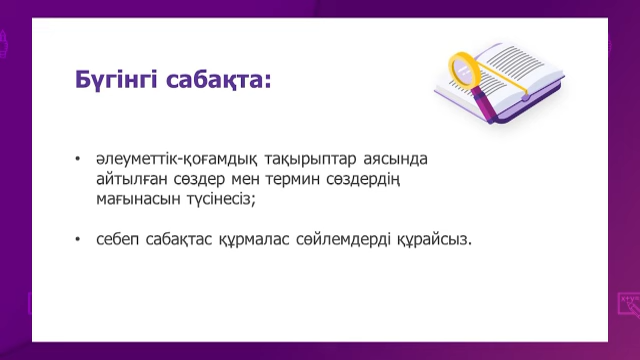 Бүгінгі сабақта:
• әлеуметтік-қоғамдық тақырыптар аясында
айтылған сөздер мен термин сөздердің
мағынасын түсінесіз;
• себеп сабақтас құрмалас сөйлемдерді құрайсыз.